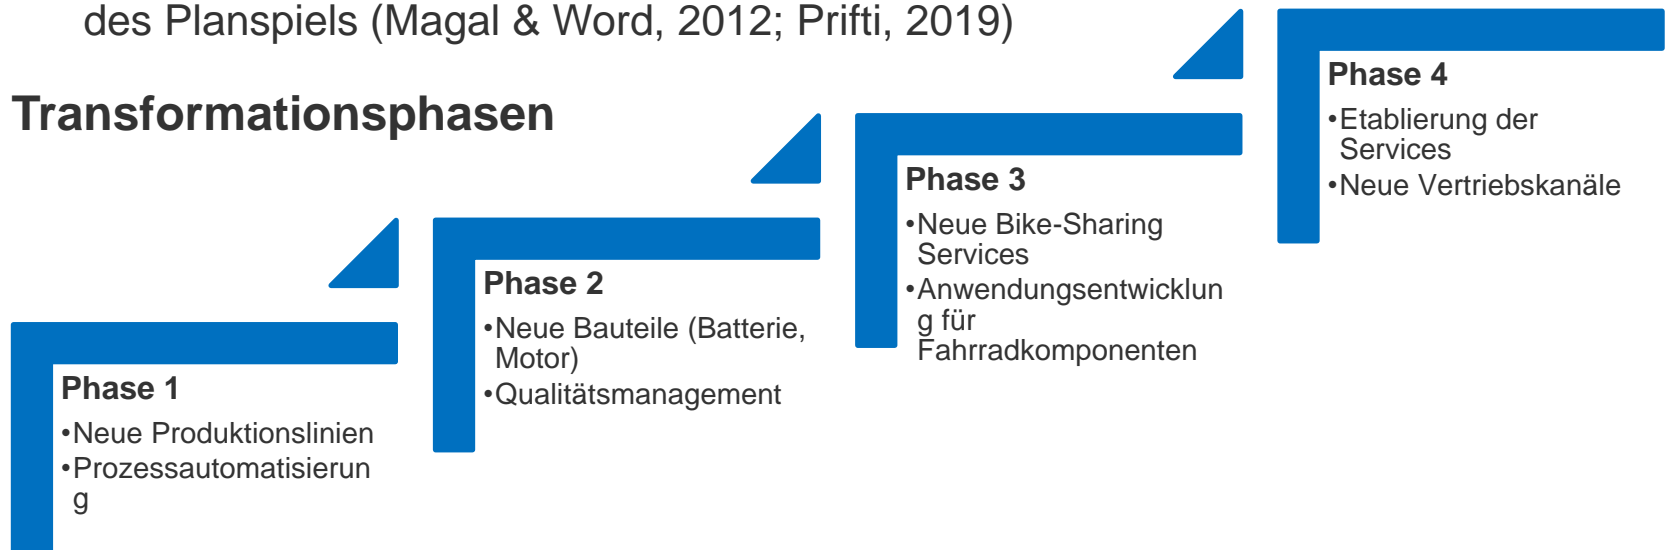 des Planspiels (Magal & Word, 2012; Prifti, 2019)
Transformationsphasen
Phase 1
•Neue Produktionslinien
•Prozessautomatisierun
g
Phase 2
•Neue Bauteile (Batterie,
Motor)
•Qualitätsmanagement
Phase 3
•Neue Bike-Sharing
Services
•Anwendungsentwicklun
g für
Fahrradkomponenten
Phase 4
•Etablierung der
Services
•Neue Vertriebskanäle